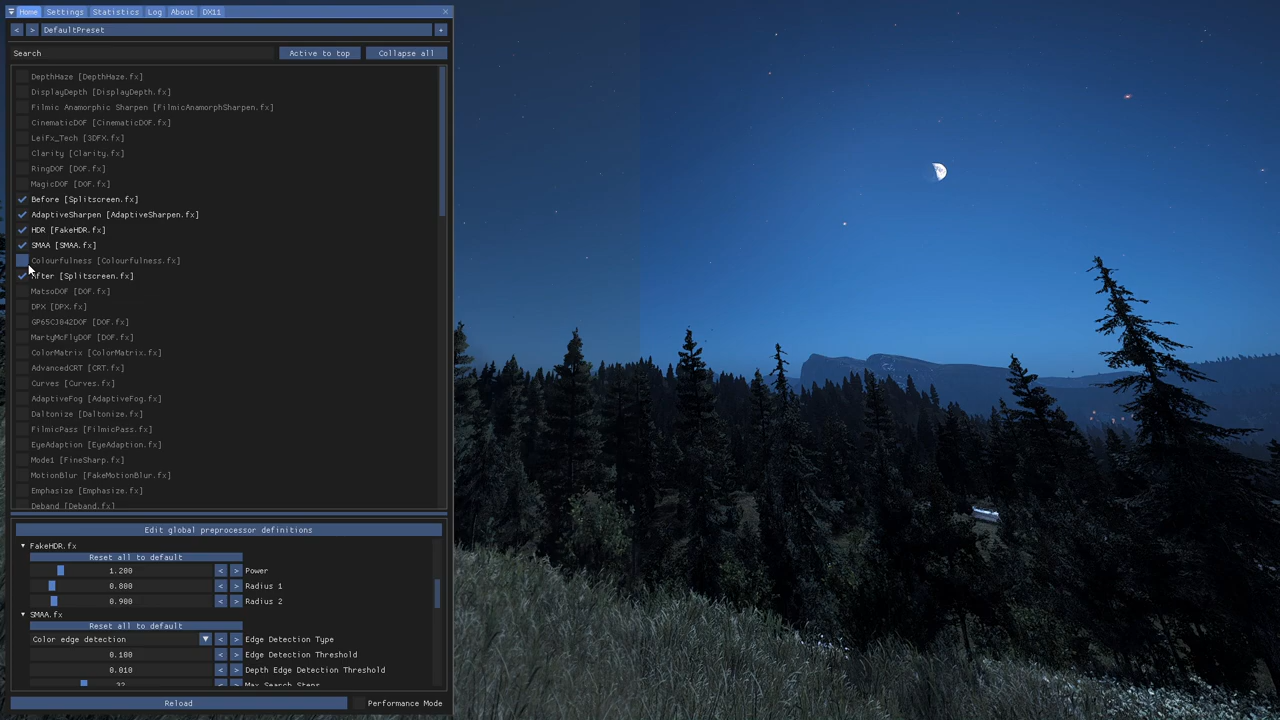 Home Settings Statistics Log About DX11
< > DefaultPreset +
Search Active to top Collapse all
DepthHaze [DepthHaze.fx]
DisplayDepth [DisplayDepth.fx]
Filmic Anamorphic Sharpen [FilmicAnamorphSharpen.fx]
CinematicDOF [CinematicDOF.fx]
LeiFx_Tech [3DFX.fx]
Clarity [Clarity.fx]
RingDOF [DOF.fx]
MagicDOF [DOF.fx]
Before [Splitscreen.fx]
AdaptiveSharpen [AdaptiveSharpen.fx]
HDR [FakeHDR.fx]
SMAA [SMAA.fx]
Colourfulness [Colourfulness.fx]
After [Splitscreen.fx]
MatsoDOF [DOF.fx]
DPX [DPX.fx]
GP65CJ042DOF [DOF.fx]
MartyMcFlyDOF [DOF.fx]
ColorMatrix [ColorMatrix.fx]
AdvancedCRT [CRT.fx]
Curves [Curves.fx]
AdaptiveFog [AdaptiveFog.fx]
Daltonize [Daltonize.fx]
FilmicPass [FilmicPass.fx]
EyeAdaption [EyeAdaption.fx]
Mode1 [FineSharp.fx]
MotionBlur [FakeMotionBlur.fx]
Emphasize [Emphasize.fx]
Deband [Deband.fx]
Edit global preprocessor definitions
FakeHDR.fx
Reset all to default
1.200 < > Power
0.800 < > Radius 1
0.900 < > Radius 2
SMAA.fx
Reset all to default
Color edge detection < > Edge Detection Type
0.100 Edge Detection Threshold
0.010 < > Depth Edge Detection Threshold
32 Max Search Steps
Reload Performance Mode